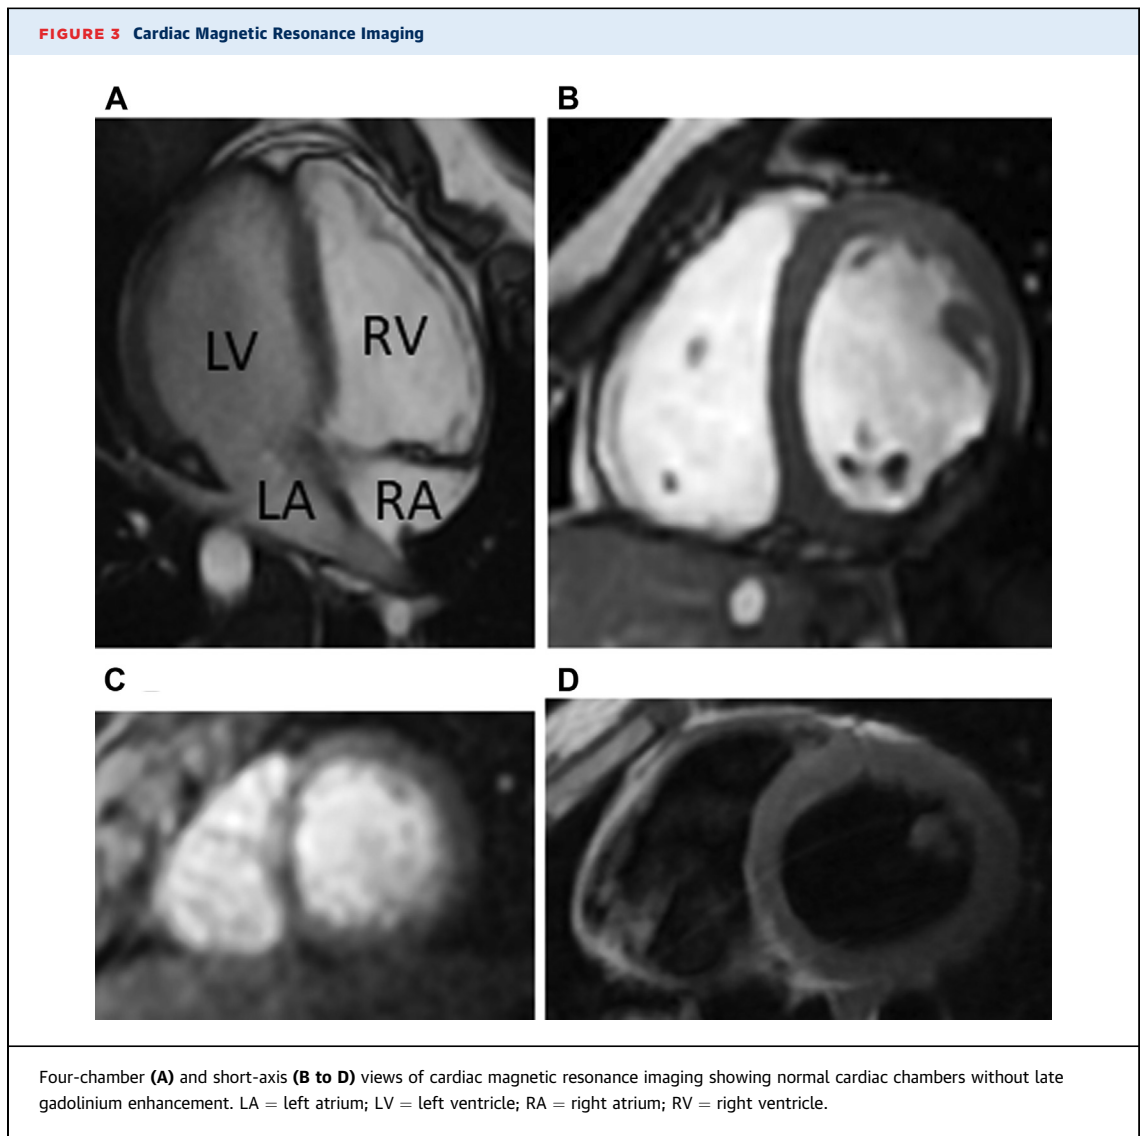 FIGURE 3 Cardiac Magnetic Resonance Imaging
A
B
LV
RV
LA
RA
C
D
Four-chamber (A) and short-axis (B to D) views of cardiac magnetic resonance imaging showing normal cardiac chambers without late
gadolinium enhancement. LA = left atrium; LV = left ventricle; RA = right atrium; RV = right ventricle.